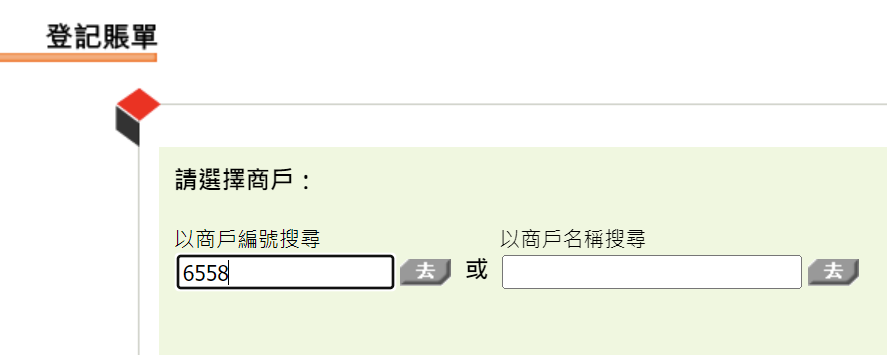 登記賬單
請選擇商戶：
以商戶編號搜尋
以商戶名稱搜尋
6558 去 或 去